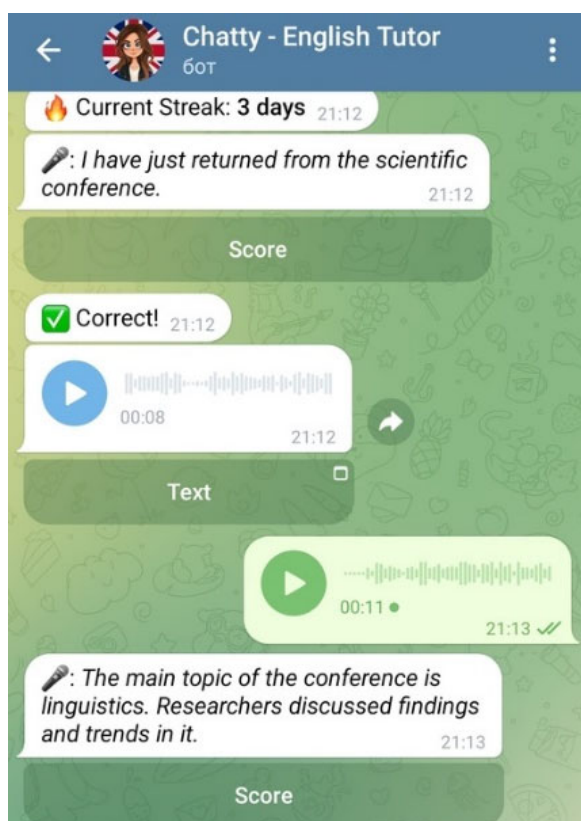 Chatty - English Tutor
бот
🔥 Current Streak: 3 days 21:12
🎤: I have just returned from the scientific
conference. 21:12
Score
✅ Correct! 21:12
00:08
21:12
Text
00:11
21:13
🎤: The main topic of the conference is
linguistics. Researchers discussed findings
and trends in it. 21:13
Score